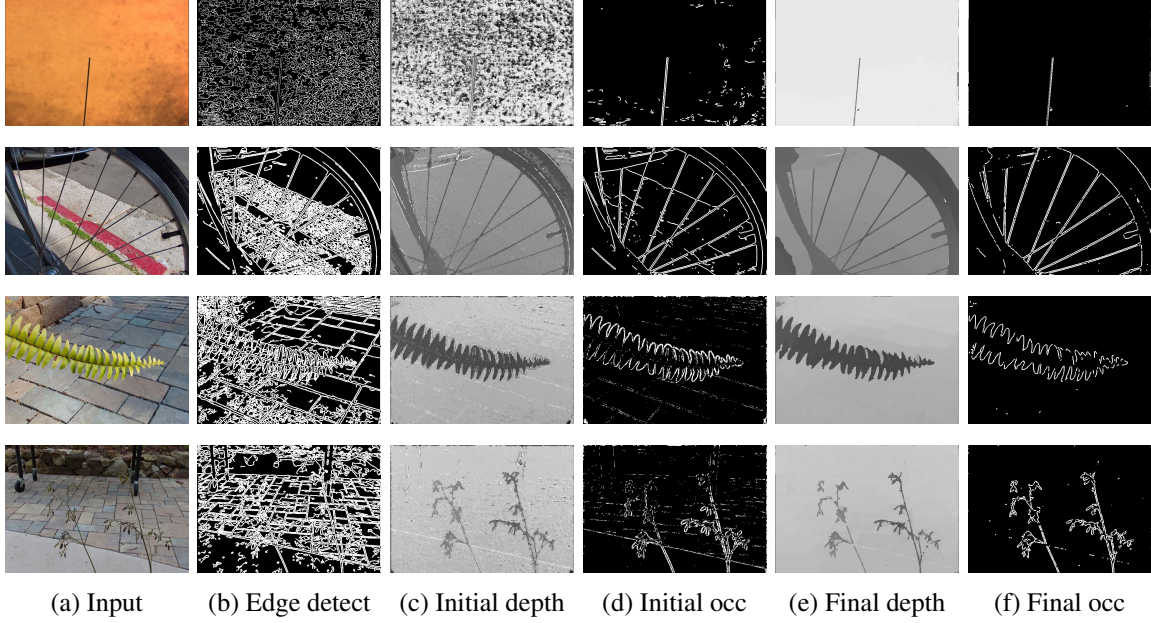 (a) Input (b) Edge detect (c) Initial depth (d) Initial occ (e) Final depth (f) Final occ